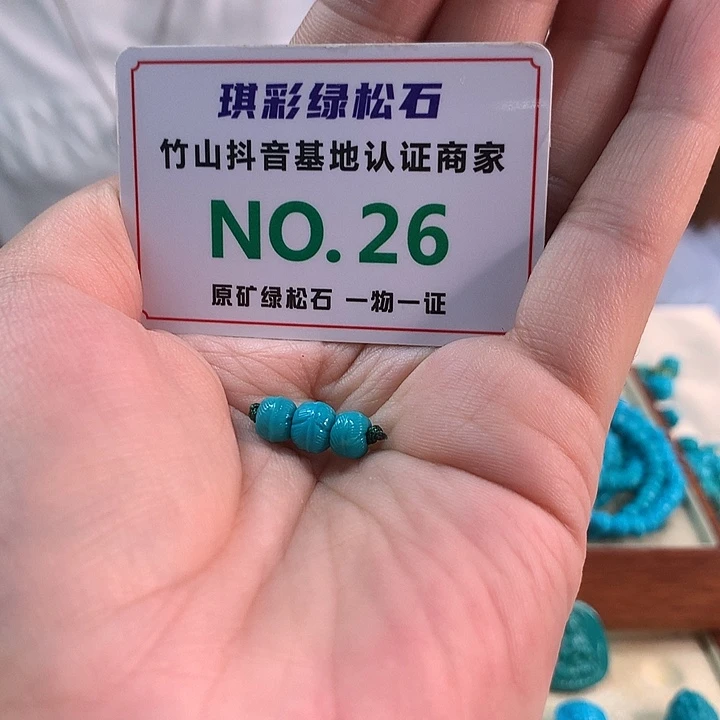 琪彩绿松石
竹山抖音基地认证商家
NO. 26
原矿绿松石 一物一证